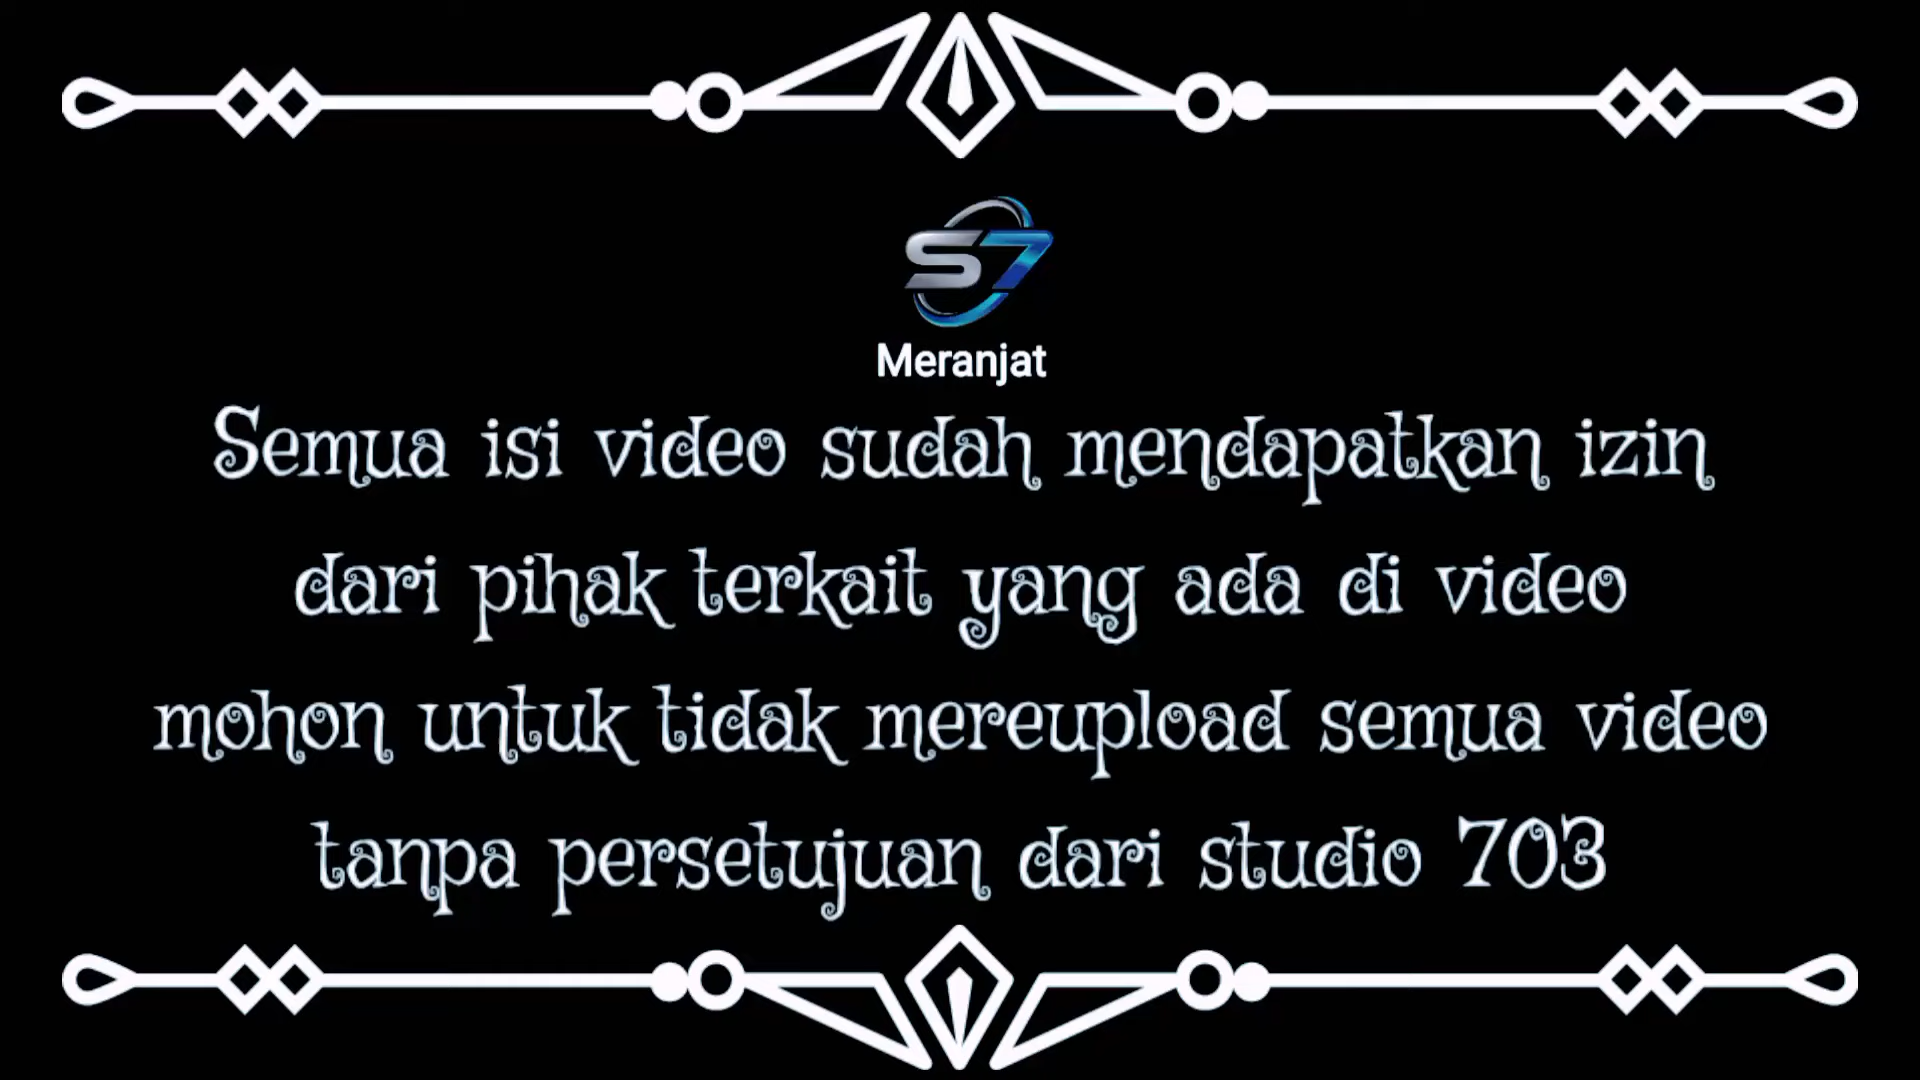 S7
Meranjat
Semua isi video sudah mendapatkan izin
dari pihak terkait yang ada di video
mohon untuk tidak mereupload semua video
tanpa persetujuan dari studio 703